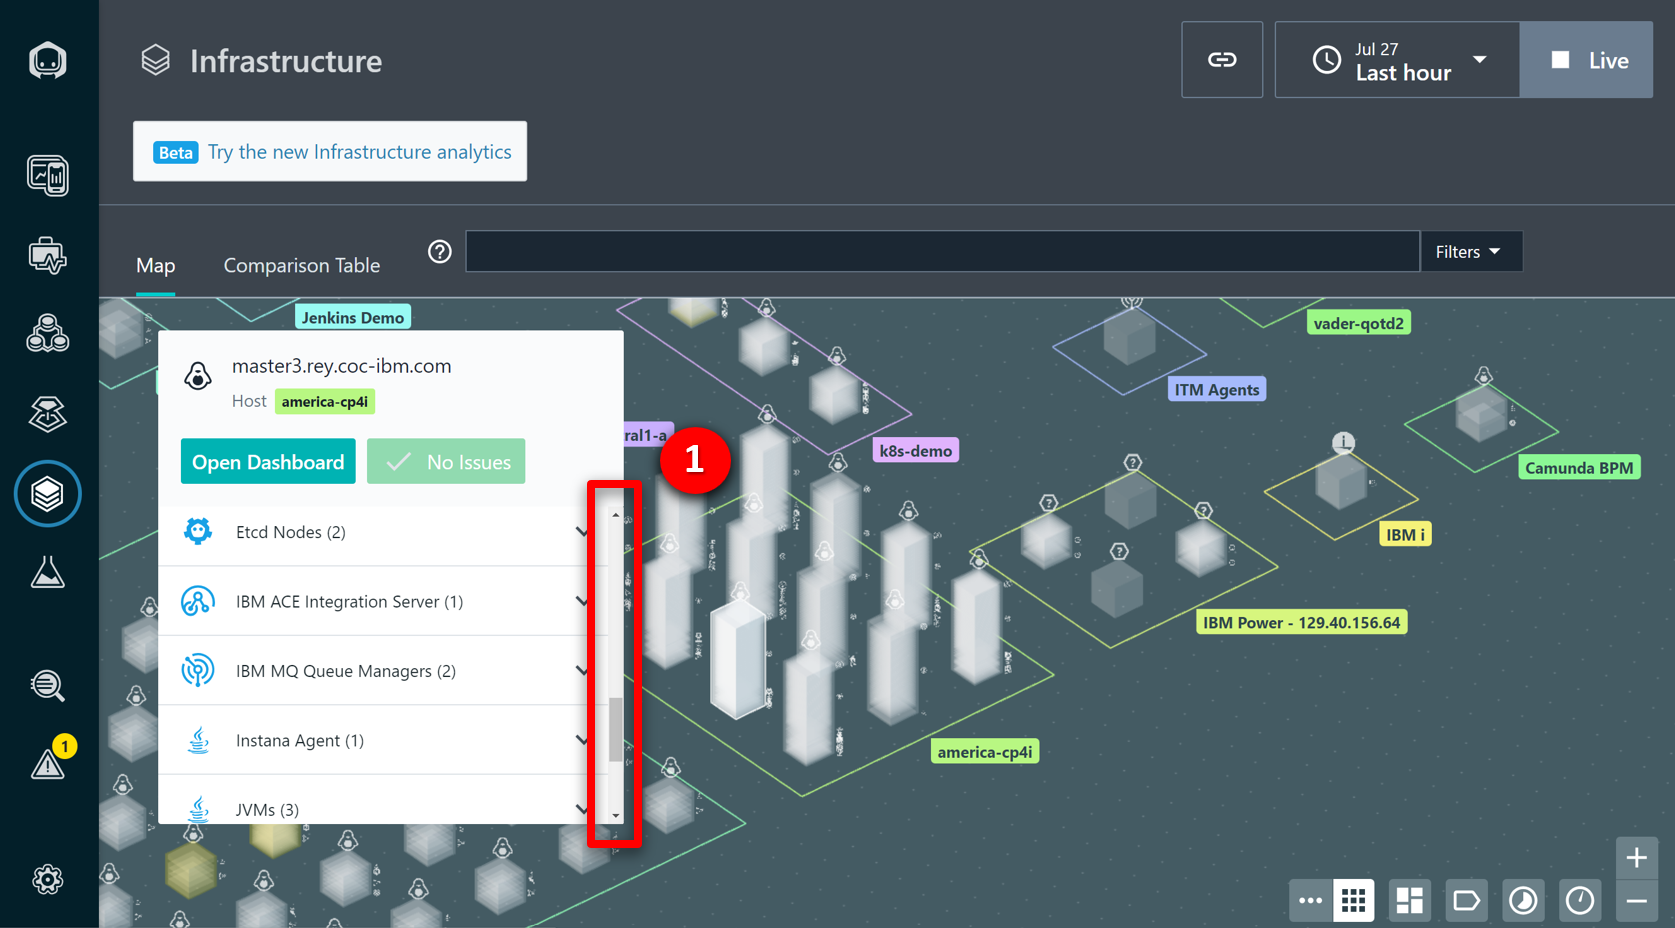 Infrastructure
Jul 27
Last hour
Live
Beta Try the new Infrastructure analytics
Map
Comparison Table
?
Filters
Jenkins Demo
vader-qotd2
master3.rey.coc-ibm.com
Host america-cp4i
ITM Agents
ral1-a
k8s-demo
1
Open Dashboard
No Issues
Camunda BPM
Etcd Nodes (2)
IBM i
IBM ACE Integration Server (1)
IBM Power - 129.40.156.64
IBM MQ Queue Managers (2)
Instana Agent (1)
1
america-cp4i
JVMs (3)